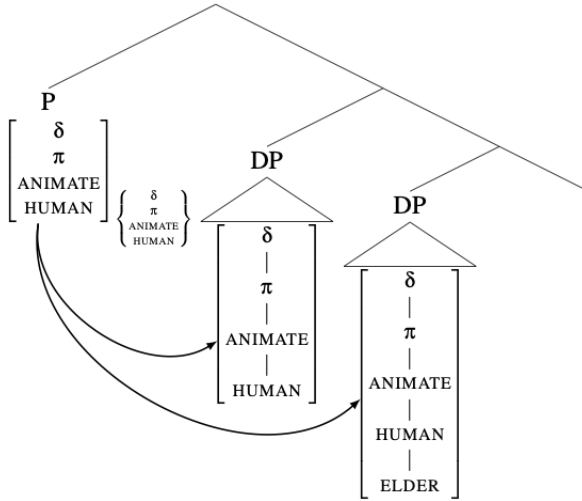 P
δ
π
ANIMATE
HUMAN
δ
π
ANIMATE
HUMAN
DP
δ
π
ANIMATE
HUMAN
DP
δ
π
ANIMATE
HUMAN
ELDER